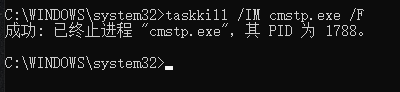 C:\WINDOWS\system32>taskkill /IM cmstp.exe /F
成功: 已终止进程 "cmstp.exe"，其 PID 为 1788。
C:\WINDOWS\system32>